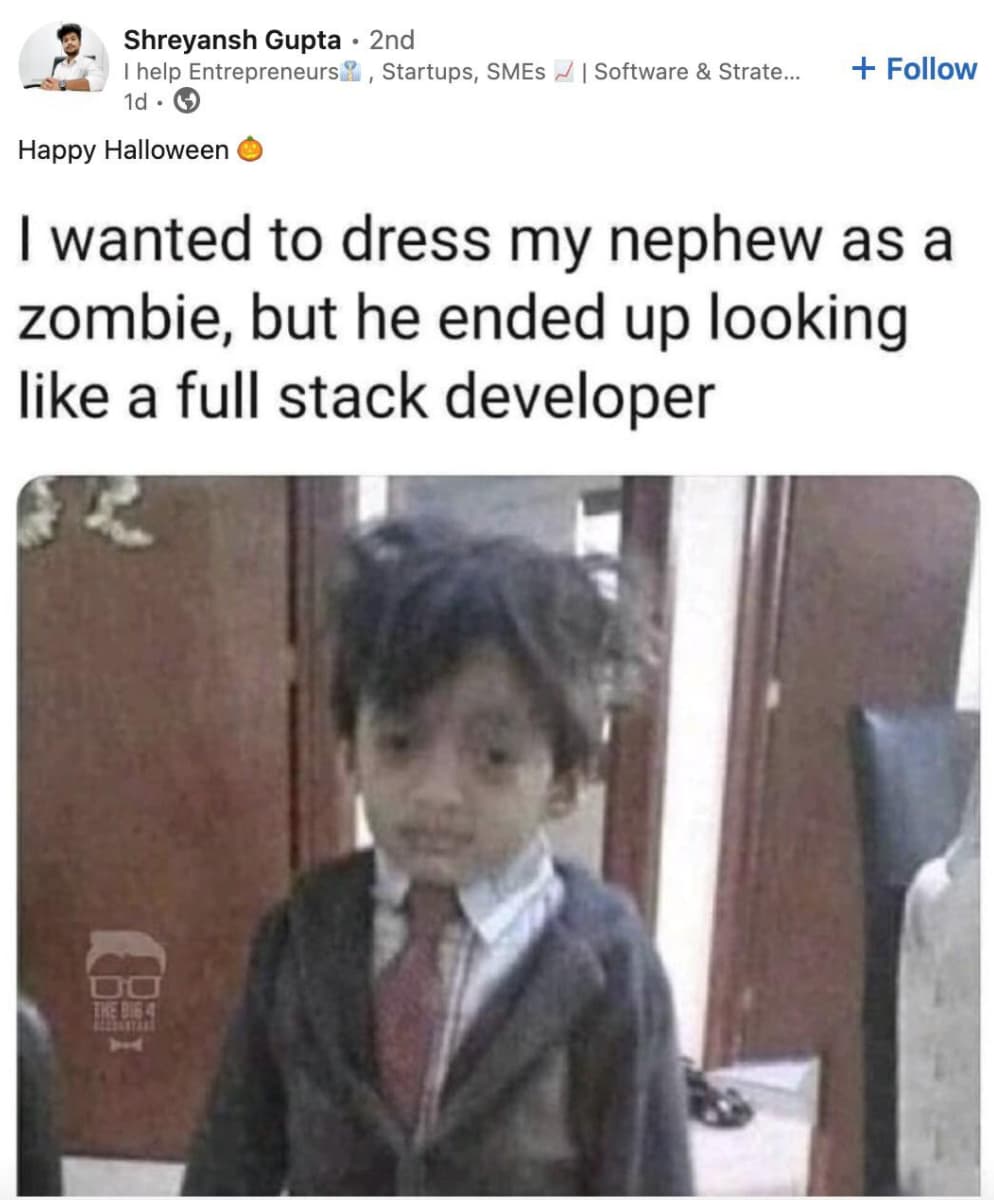 Shreyansh Gupta • 2nd
I help Entrepreneurs👔, Startups, SMEs 📈 | Software & Strate...
+ Follow
1d •
Happy Halloween 🎃
I wanted to dress my nephew as a
zombie, but he ended up looking
like a full stack developer
THE BIG 4
ACCOUNTANT